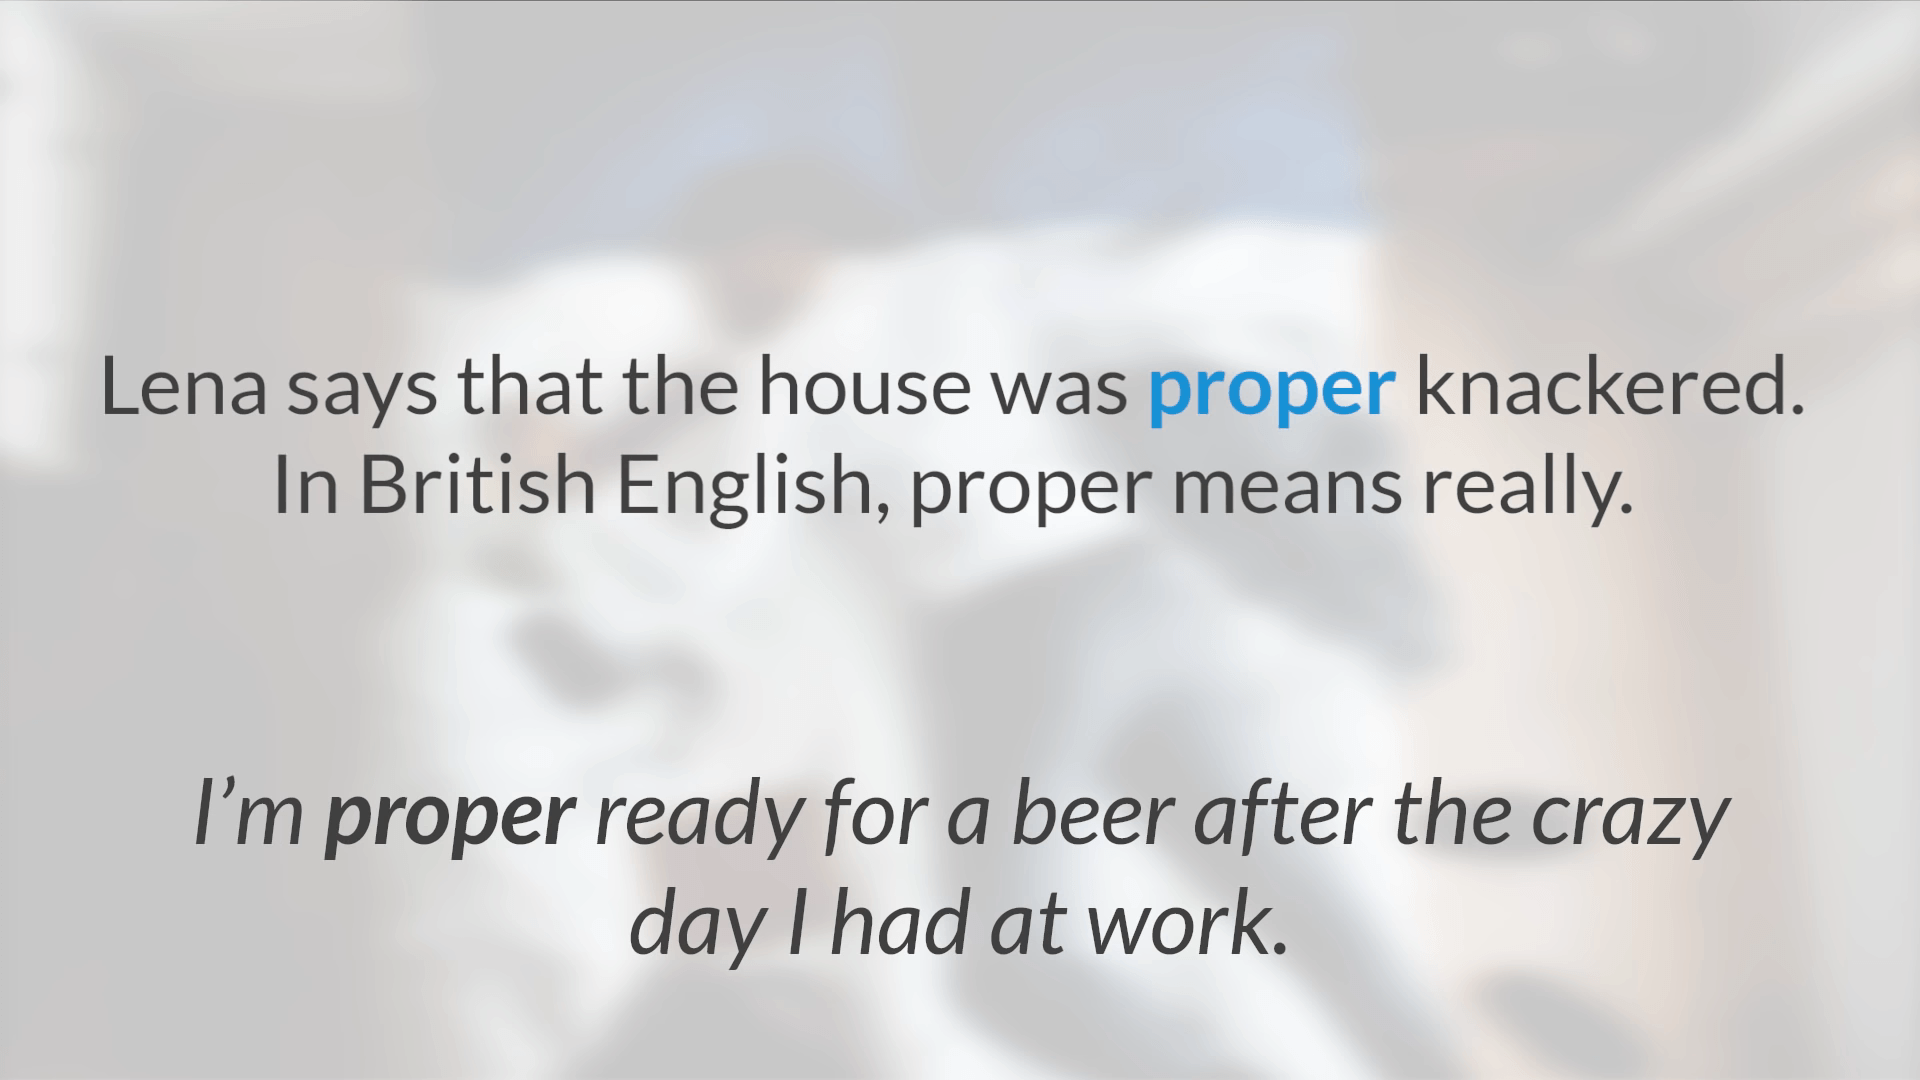 Lena says that the house was proper knackered.
In British English, proper means really.
I’m proper ready for a beer after the crazy
day I had at work.